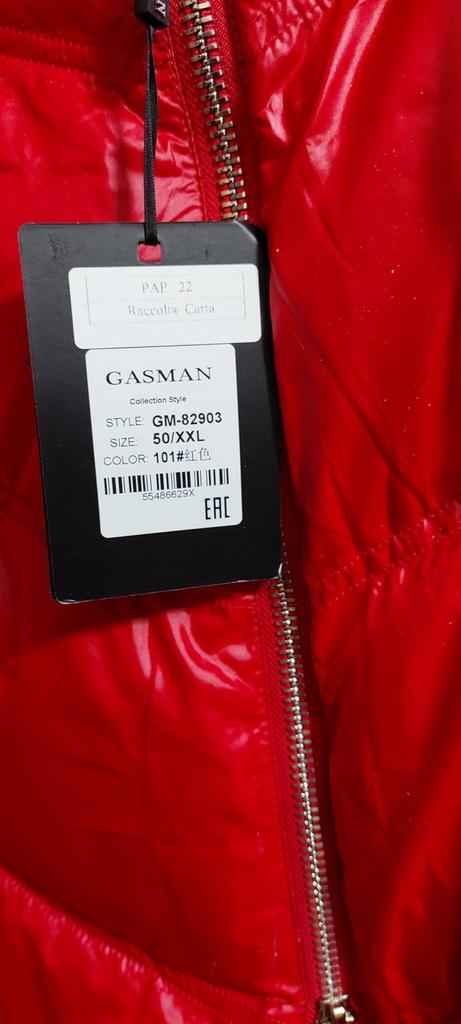 PAP 22
Raccolta Carta
GASMAN
Collection Style
STYLE: GM-82903
SIZE: 50/XXL
COLOR: 101#红色
55486629X
EAC